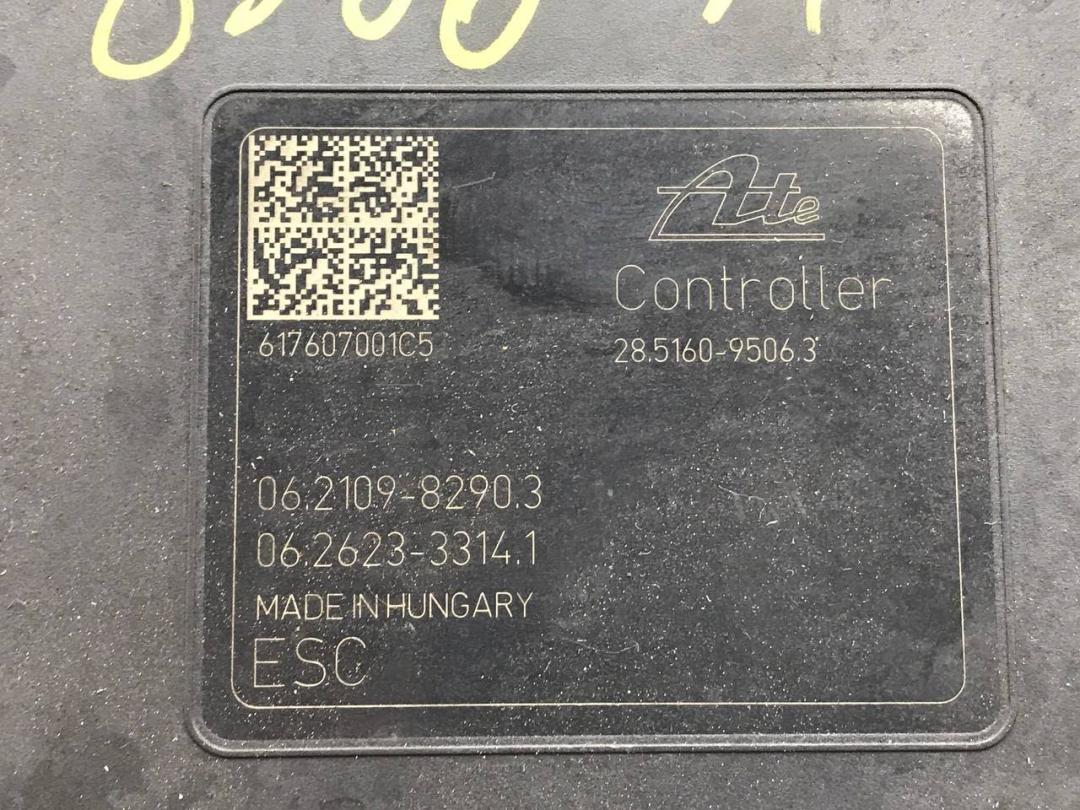 Ate
Controller
617607001C5
28.5160-9506.3
06.2109-8290.3
06.2623-3314.1
MADE IN HUNGARY
ESC